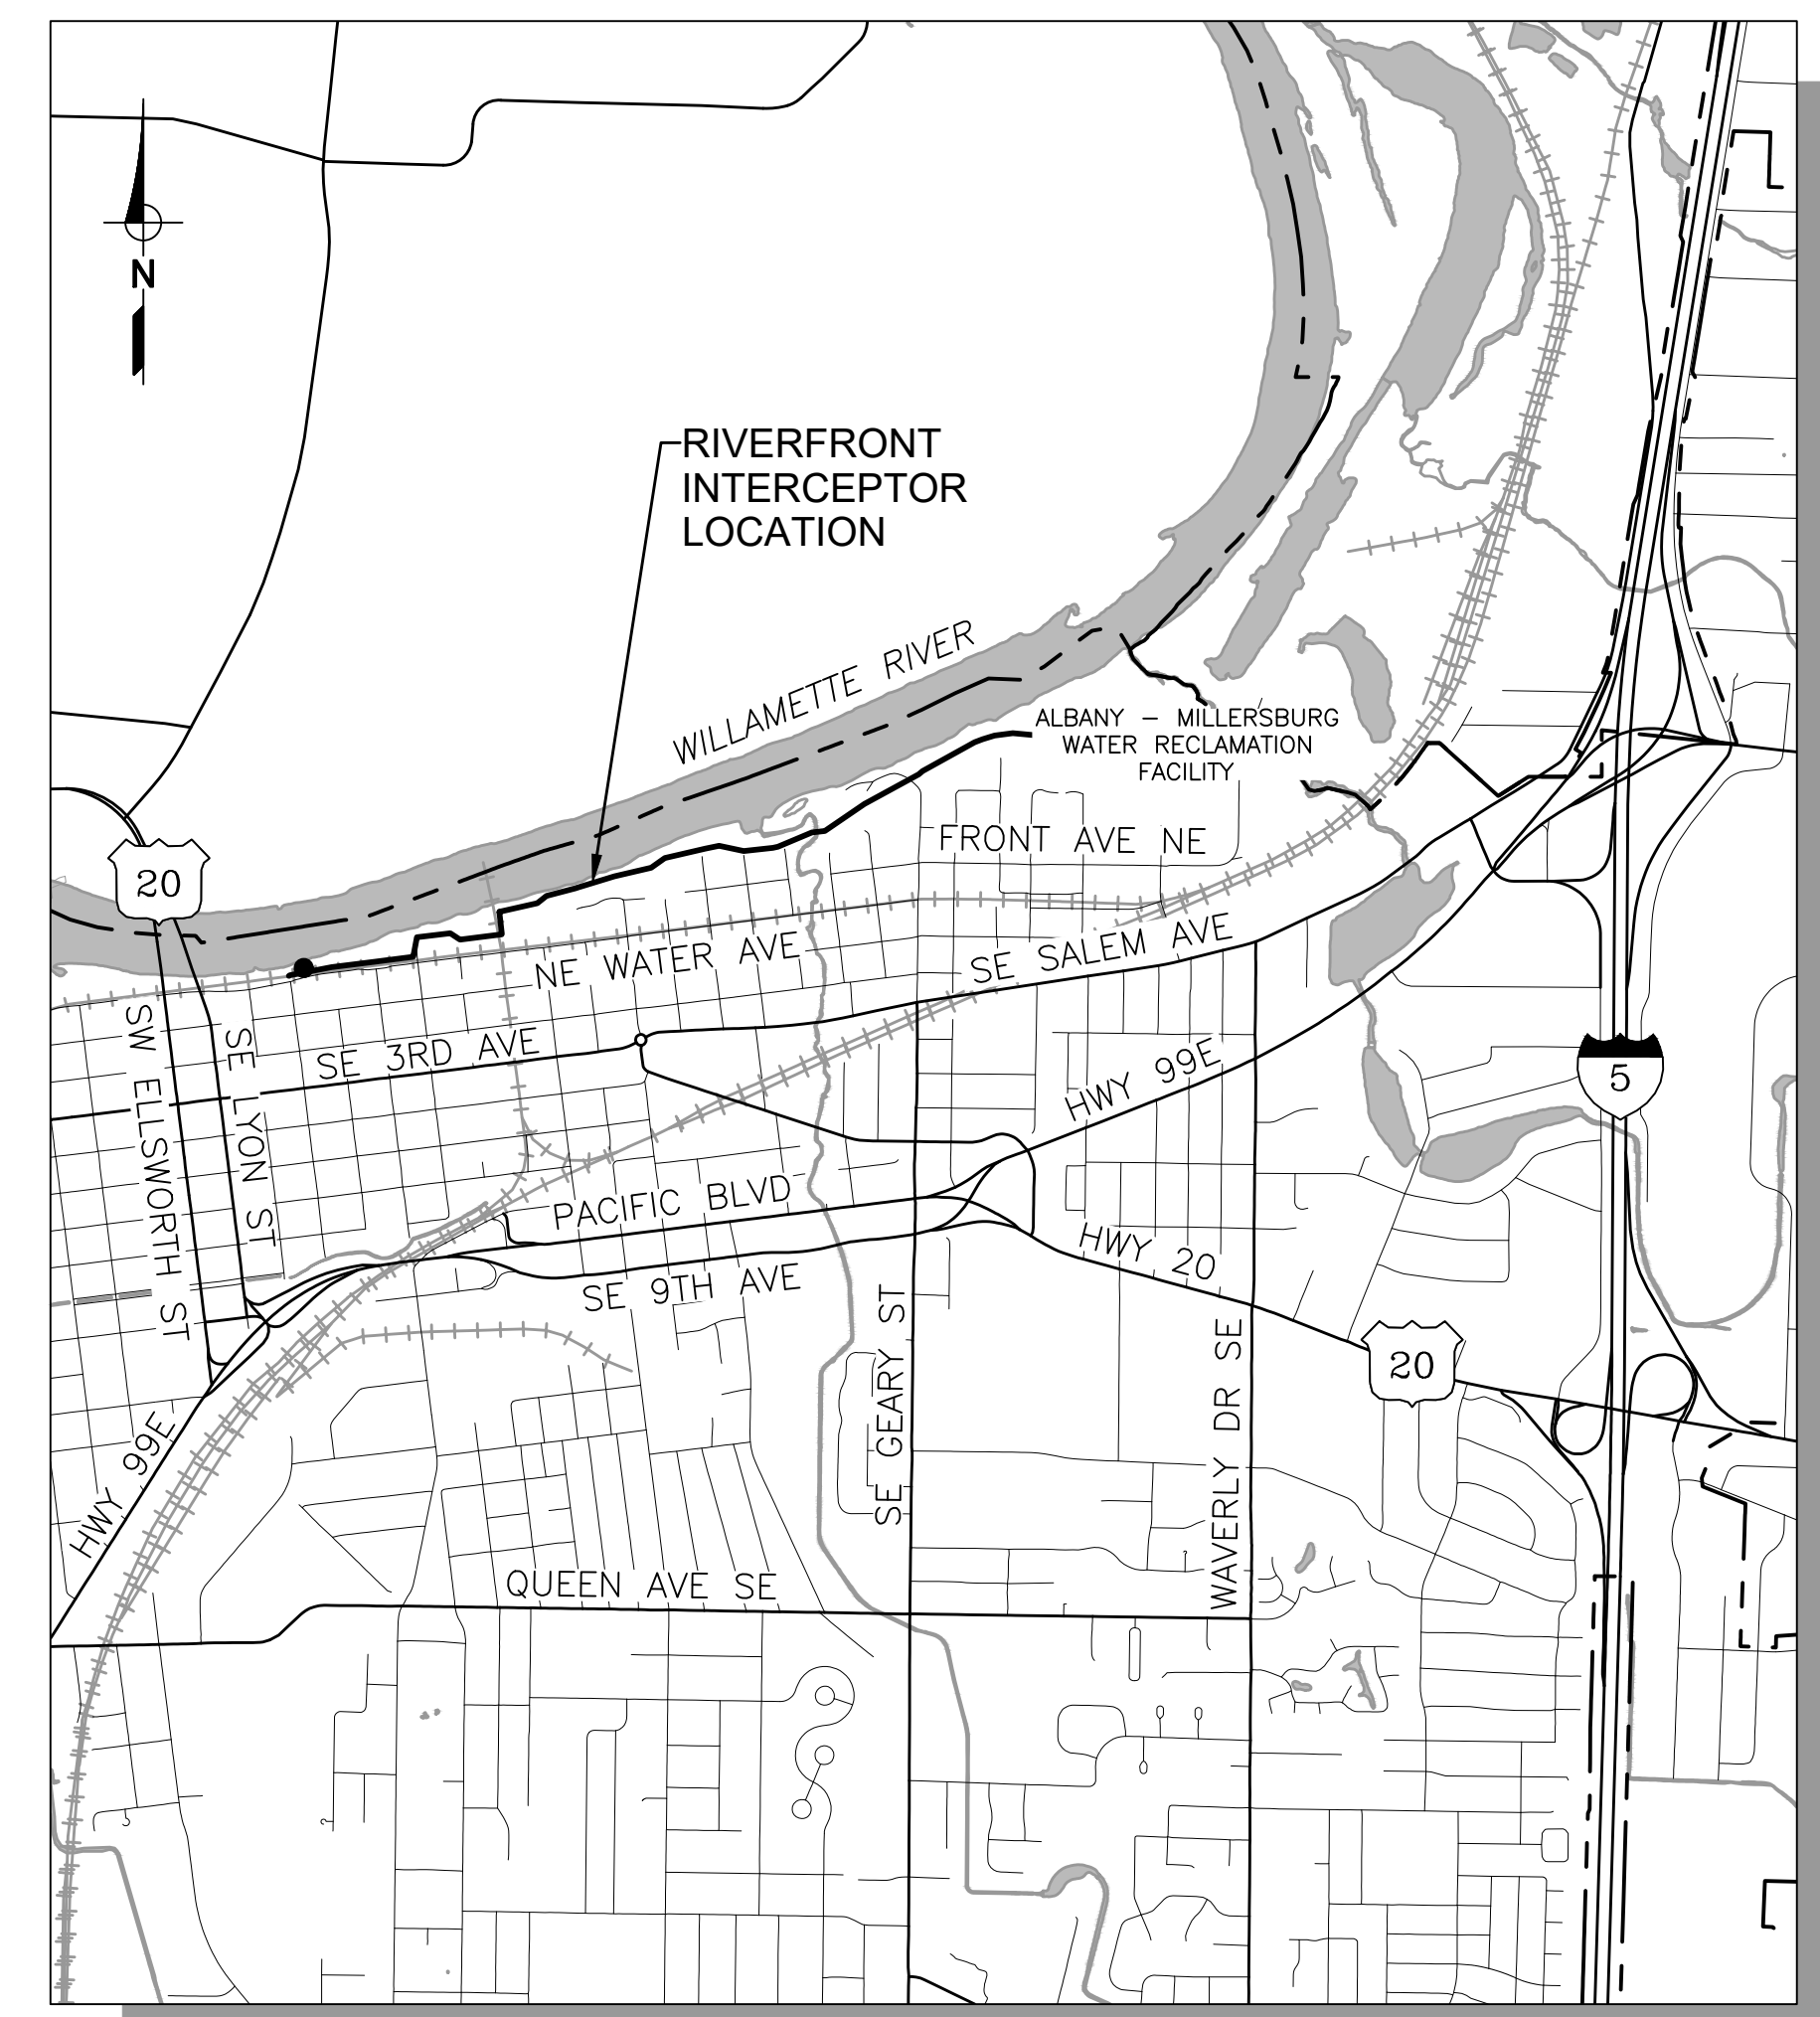 N
RIVERFRONT
INTERCEPTOR
LOCATION
WILLAMETTE RIVER
ALBANY – MILLERSBURG
WATER RECLAMATION
FACILITY
FRONT AVE NE
20
NE WATER AVE
SE SALEM AVE
SW ELLSWORTH ST
SE LYON ST
SE 3RD AVE
HWY 99E
5
PACIFIC BLVD
HWY 20
SE 9TH AVE
SE GEARY ST
WAVERLY DR SE
20
HWY 99E
QUEEN AVE SE